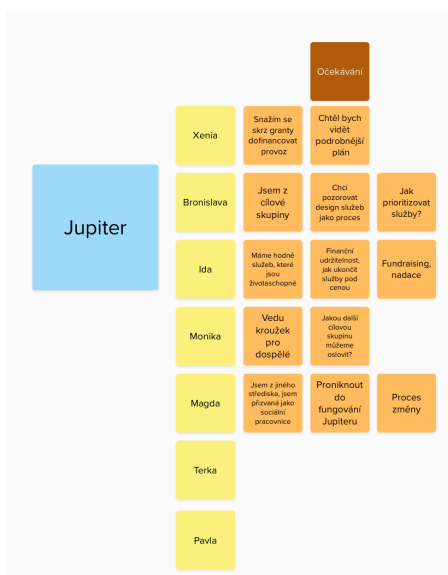 Očekávání
Jupiter
Xenia
Snažím se
skrz granty
dofinancovat
provoz
Chtěl bych
vidět
podrobnější
plán
Bronislava
Jsem z
cílové
skupiny
Chci
pozorovat
design služeb
jako proces
Jak
prioritizovat
služby?
Ida
Máme hodně
služeb, které
jsou
životaschopné
Finanční
udržitelnost,
jak ukončit
služby pod
cenou
Fundraising,
nadace
Monika
Vedu
kroužek
pro
dospělé
Jakou další
cílovou
skupinu
můžeme
oslovit?
Magda
Jsem z jiného
střediska, jsem
přizvaná jako
sociální
pracovnice
Proniknout
do
fungování
Jupiteru
Proces
změny
Terka
Pavla